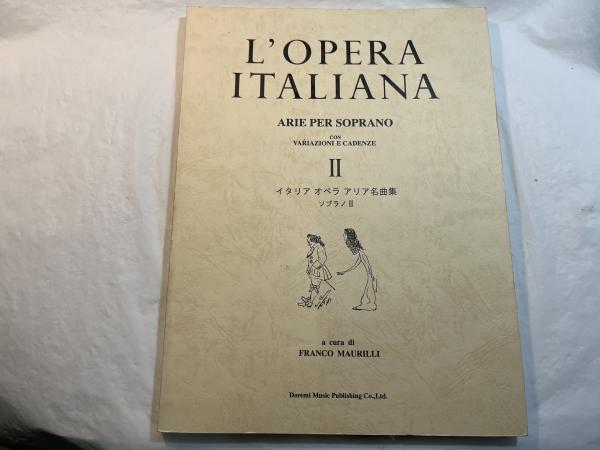 L'OPERA
ITALIANA
ARIE PER SOPRANO
CON
VARIAZIONI E CADENZE
II
イタリア オペラ アリア名曲集
ソプラノ II
a cura di
FRANCO MAURILLI
Doremi Music Publishing Co.,Ltd.